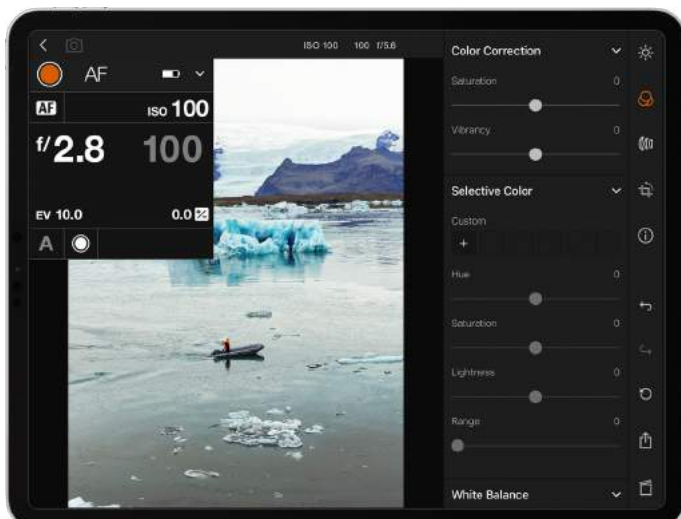 ISO 100 100 f/5.6
AF
AF ISO 100
f/2.8 100
EV 10.0 0.0
A
Color Correction
Saturation 0
Vibrancy 0
Selective Color
Custom
+
Hue 0
Saturation 0
Lightness 0
Range 0
White Balance